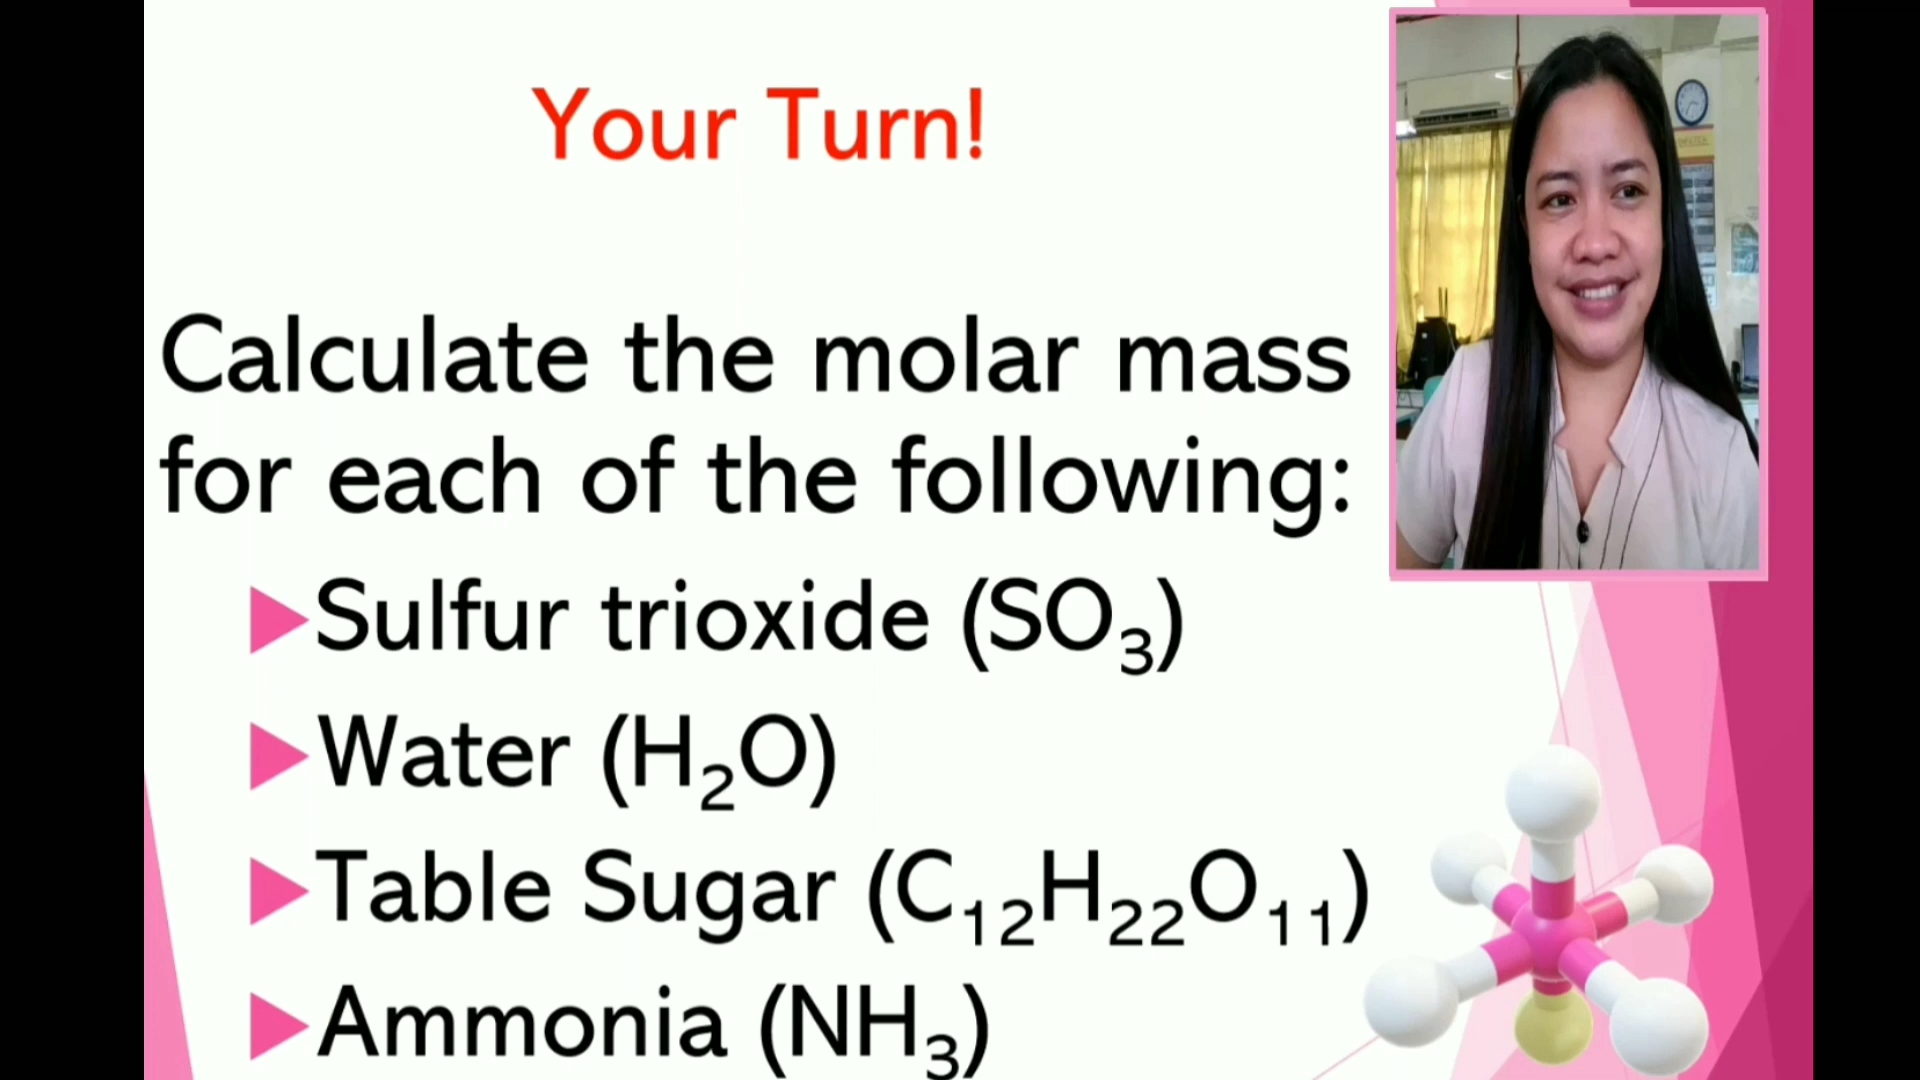 Your Turn!
Calculate the molar mass
for each of the following:
Sulfur trioxide (SO₃)
Water (H₂O)
Table Sugar (C₁₂H₂₂O₁₁)
Ammonia (NH₃)